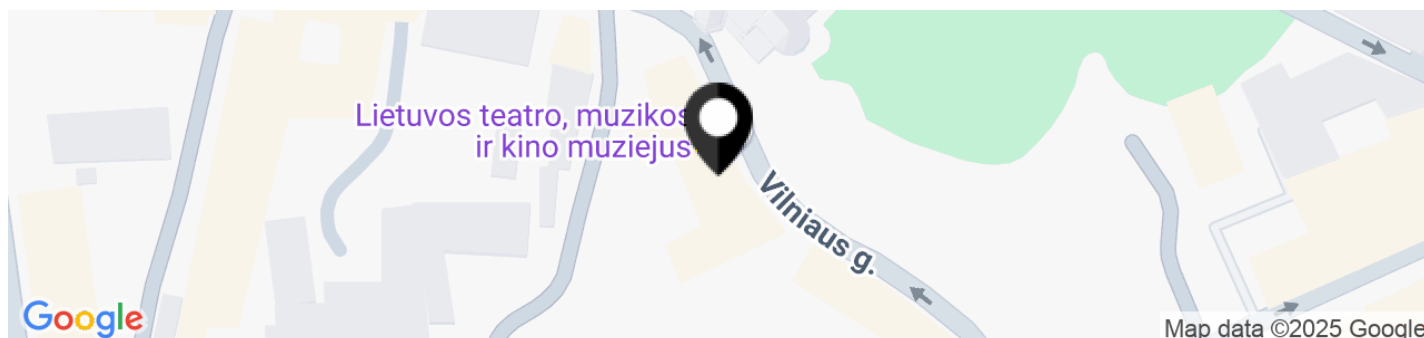 Lietuvos teatro, muzikos
ir kino muziejus
Vilniaus g.
Google
Map data ©2025 Google